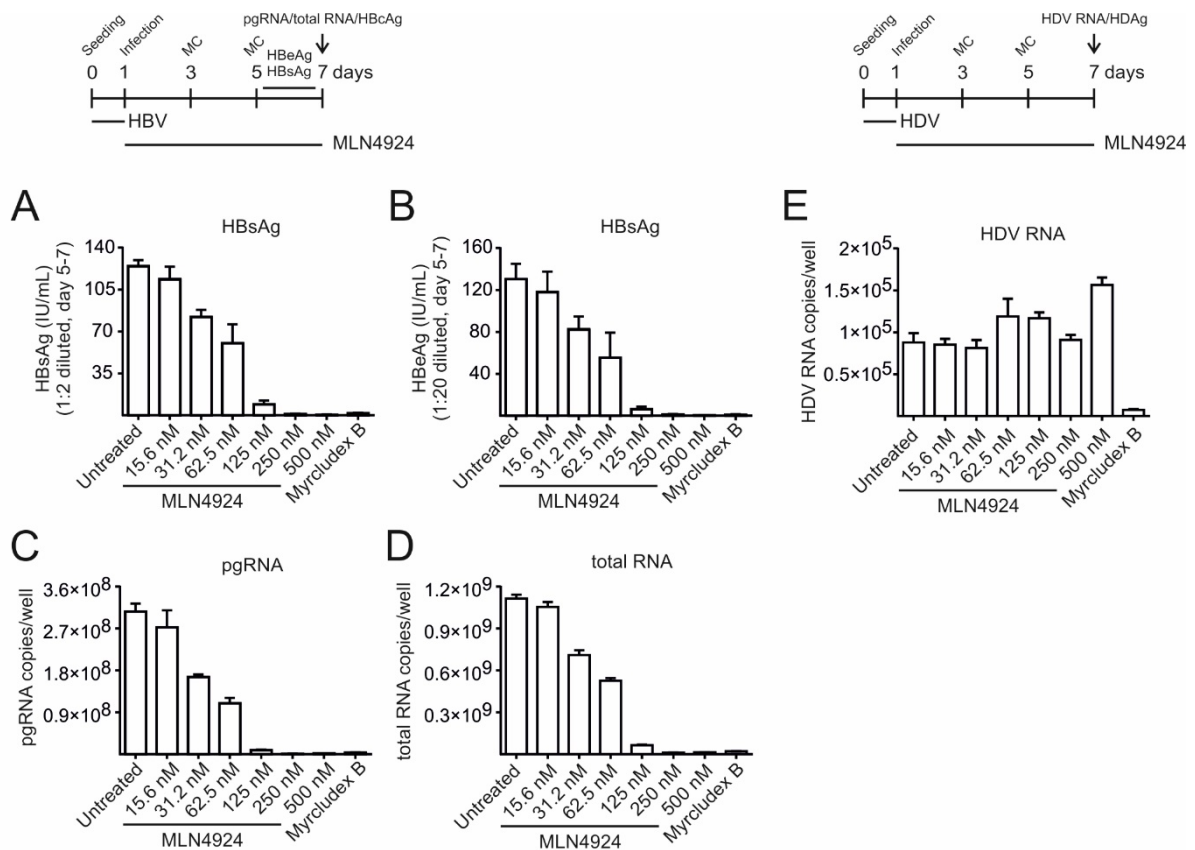 pgRNA/total RNA/HBcAg
Seeding
Infection
MC
MC
HBeAg
HBsAg
0 1 3 5 7 days
HBV
MLN4924
HDV RNA/HDAg
Seeding
Infection
MC
MC
0 1 3 5 7 days
HDV
MLN4924
A
HBsAg
HBsAg (IU/mL)
(1:2 diluted, day 5-7)
140
105
70
35
Untreated
15.6 nM
31.2 nM
62.5 nM
125 nM
250 nM
500 nM
Myrcludex B
MLN4924
B
HBsAg
HBeAg (IU/mL)
(1:20 diluted, day 5-7)
160
120
80
40
Untreated
15.6 nM
31.2 nM
62.5 nM
125 nM
250 nM
500 nM
Myrcludex B
MLN4924
E
HDV RNA
HDV RNA copies/well
2×10⁵
1.5×10⁵
1×10⁵
0.5×10⁵
Untreated
15.6 nM
31.2 nM
62.5 nM
125 nM
250 nM
500 nM
Myrcludex B
MLN4924
C
pgRNA
pgRNA copies/well
3.6×10⁸
2.7×10⁸
1.8×10⁸
0.9×10⁸
Untreated
15.6 nM
31.2 nM
62.5 nM
125 nM
250 nM
500 nM
Myrcludex B
MLN4924
D
total RNA
total RNA copies/well
1.2×10⁹
0.9×10⁹
0.6×10⁹
0.3×10⁹
Untreated
15.6 nM
31.2 nM
62.5 nM
125 nM
250 nM
500 nM
Myrcludex B
MLN4924